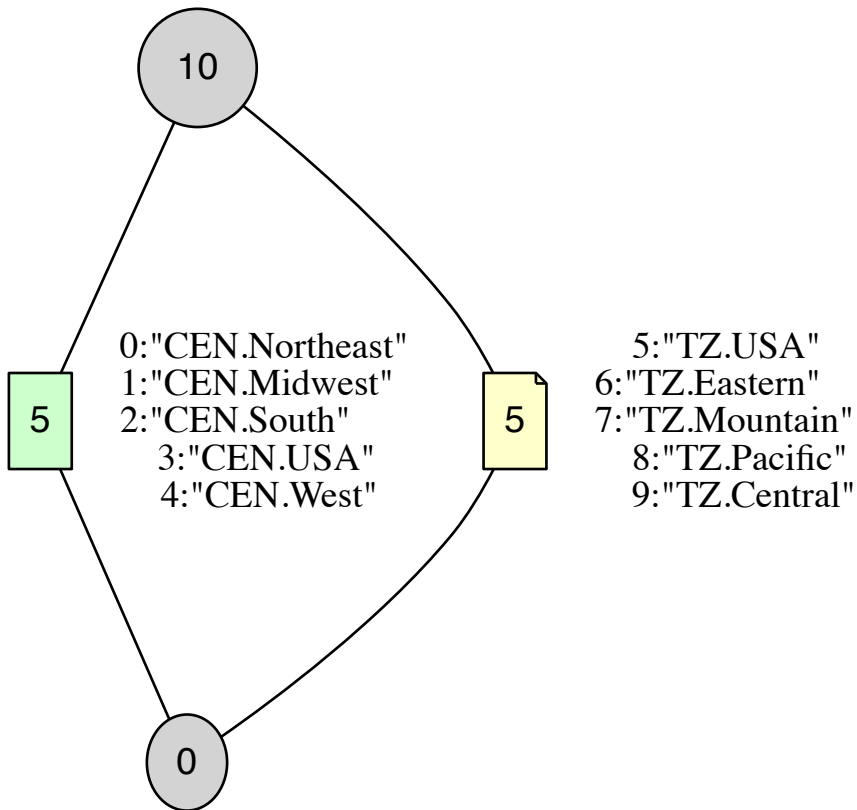 10
5
0:"CEN.Northeast"
1:"CEN.Midwest"
2:"CEN.South"
3:"CEN.USA"
4:"CEN.West"
5
5:"TZ.USA"
6:"TZ.Eastern"
7:"TZ.Mountain"
8:"TZ.Pacific"
9:"TZ.Central"
0